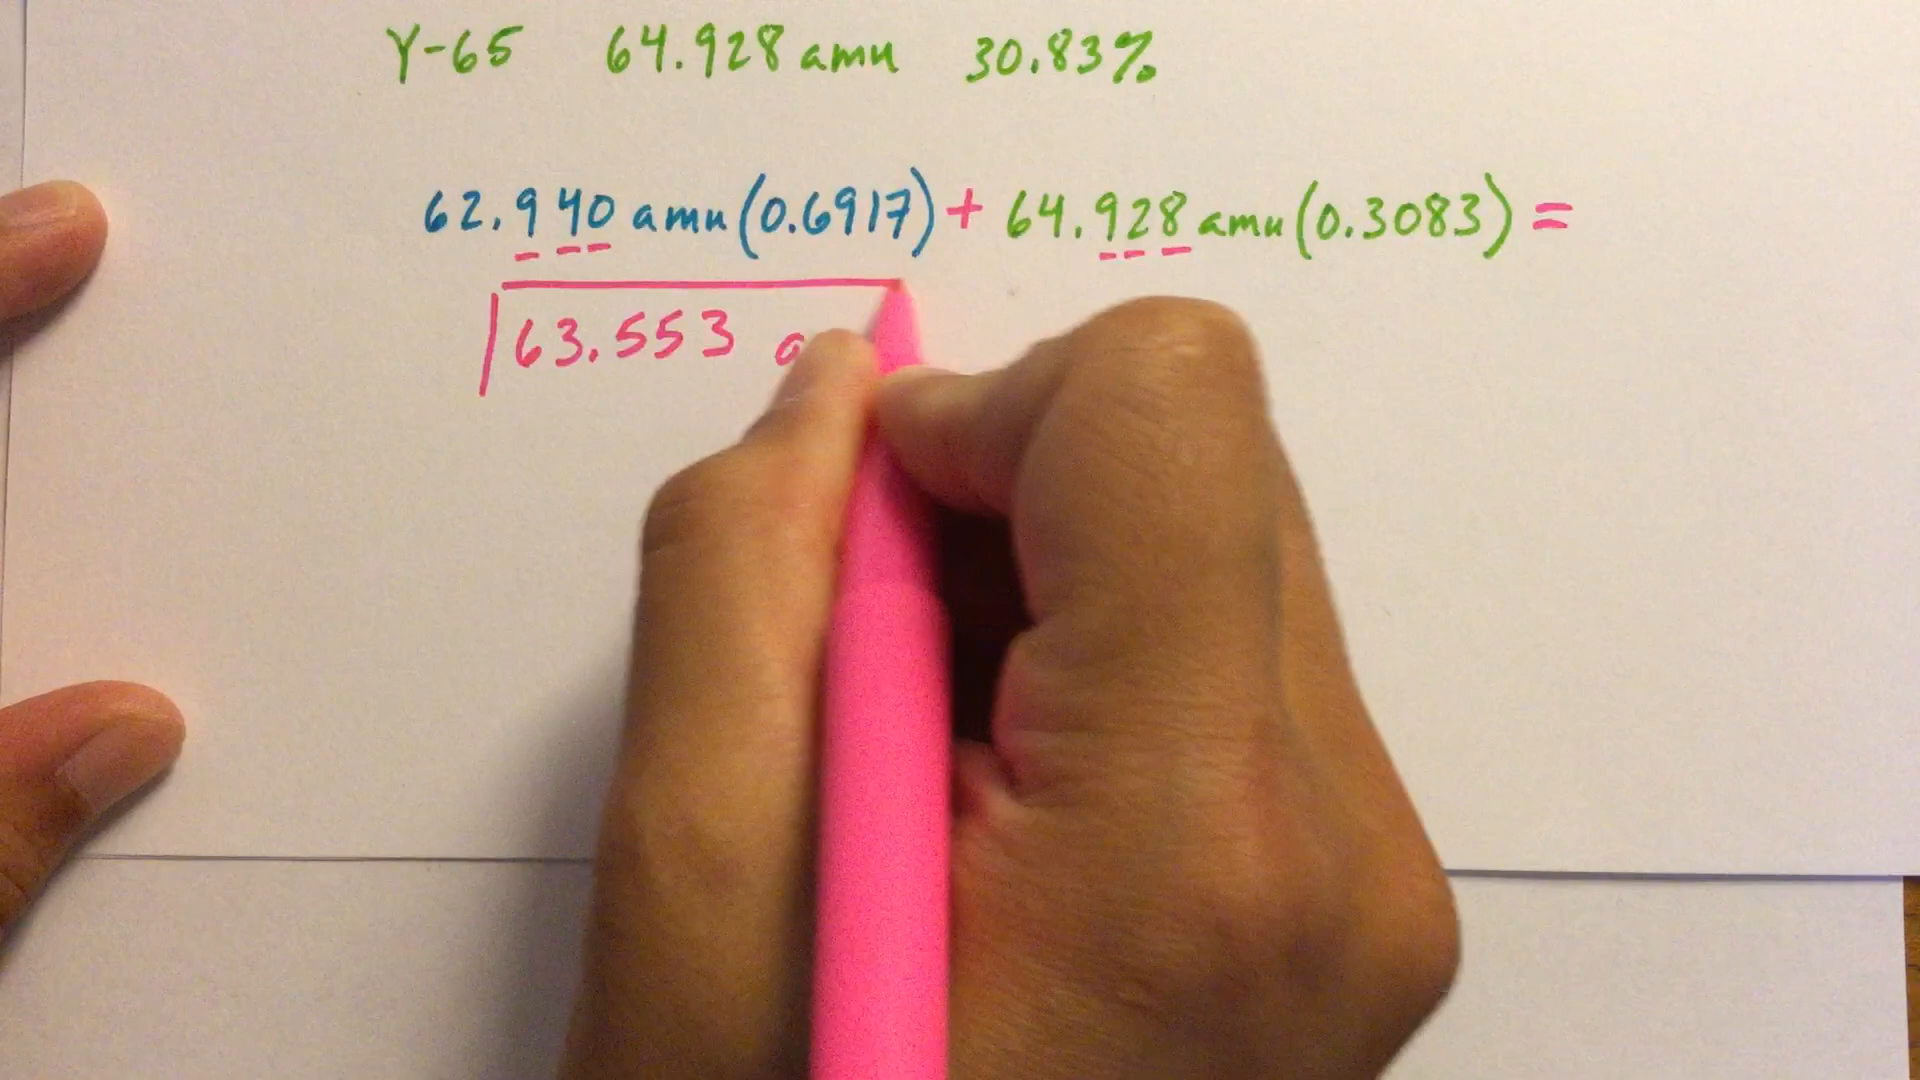 Y-65 64.928 amu 30.83%
62.940 amu (0.6917) + 64.928 amu (0.3083) =
63.553